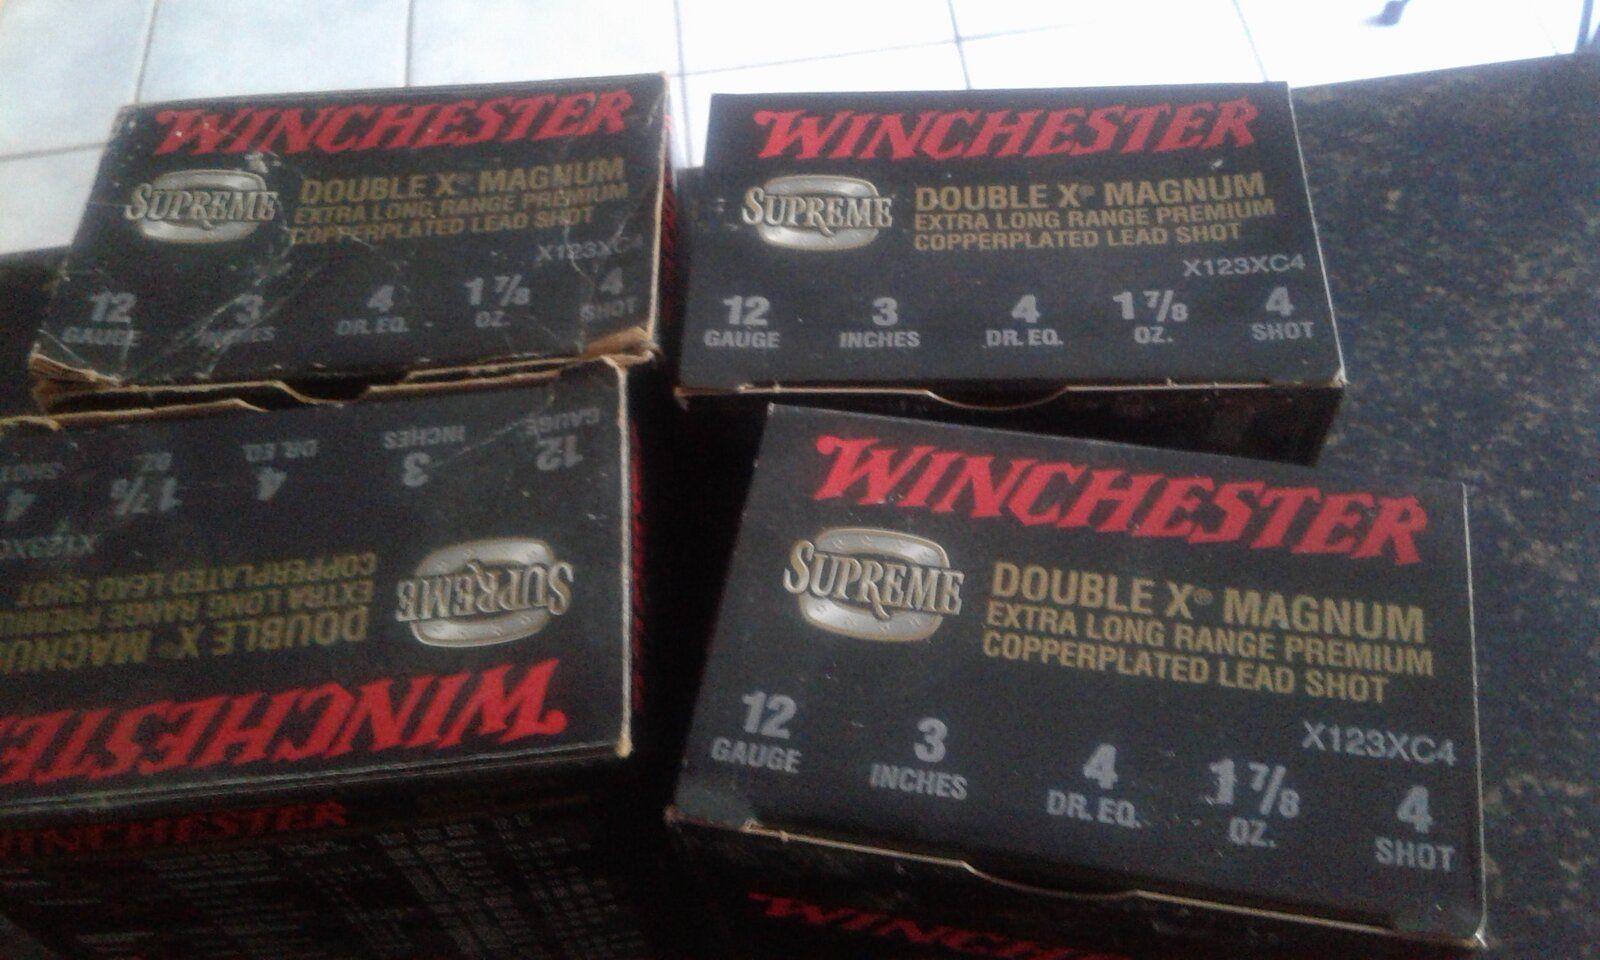 WINCHESTER
SUPREME
DOUBLE X® MAGNUM
EXTRA LONG RANGE PREMIUM
COPPERPLATED LEAD SHOT
X123XC4
12 3 4 1 7/8 4
GAUGE INCHES DR. EQ. OZ. SHOT
WINCHESTER
SUPREME
DOUBLE X® MAGNUM
EXTRA LONG RANGE PREMIUM
COPPERPLATED LEAD SHOT
X123XC4
12 3 4 1 7/8 4
GAUGE INCHES DR. EQ. OZ. SHOT
WINCHESTER
SUPREME
DOUBLE X® MAGNUM
EXTRA LONG RANGE PREMIUM
COPPERPLATED LEAD SHOT
X123XC
12 3 4 1 7/8 4
GAUGE INCHES DR. EQ. OZ. SHOT
WINCHESTER
WINCHESTER
SUPREME
DOUBLE X® MAGNUM
EXTRA LONG RANGE PREMIUM
COPPERPLATED LEAD SHOT
X123XC4
12 3 4 1 7/8 4
GAUGE INCHES DR. EQ. OZ. SHOT
WINCHESTER